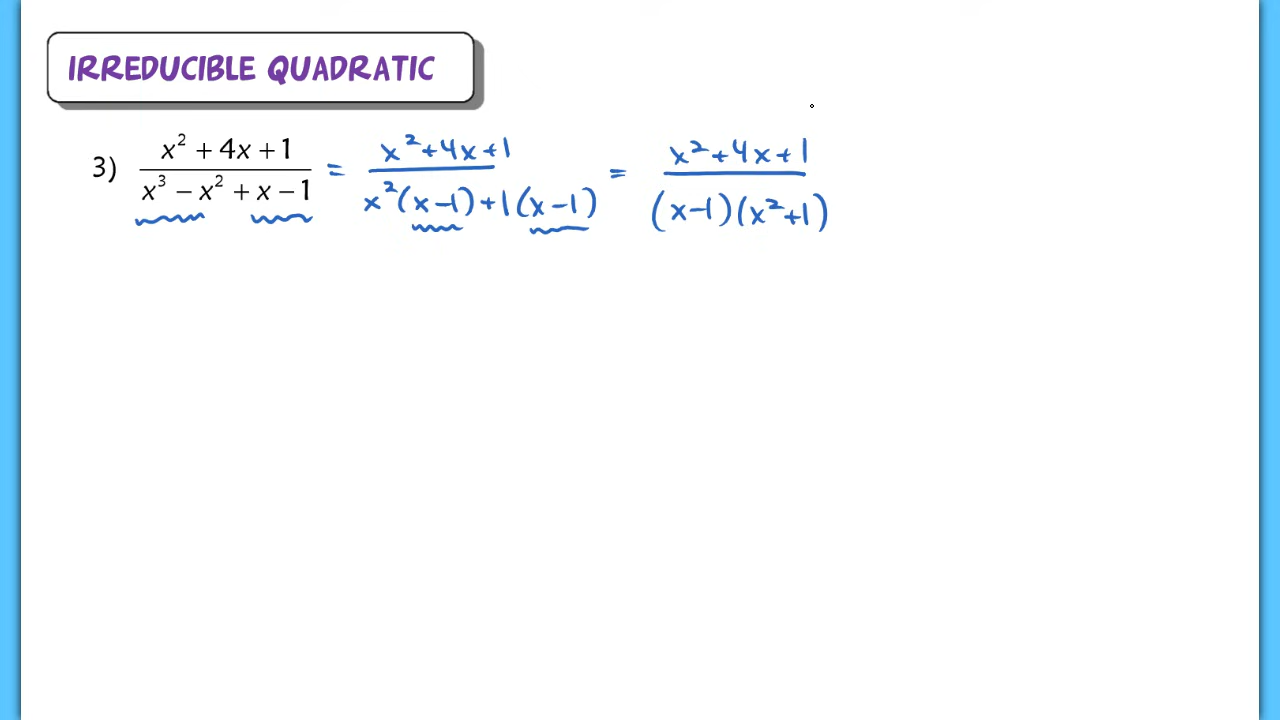 IRREDUCIBLE QUADRATIC
3) (x² + 4x + 1)/(x³ − x² + x − 1) = (x²+4x+1)/(x²(x−1)+1(x−1)) = (x²+4x+1)/((x−1)(x²+1))